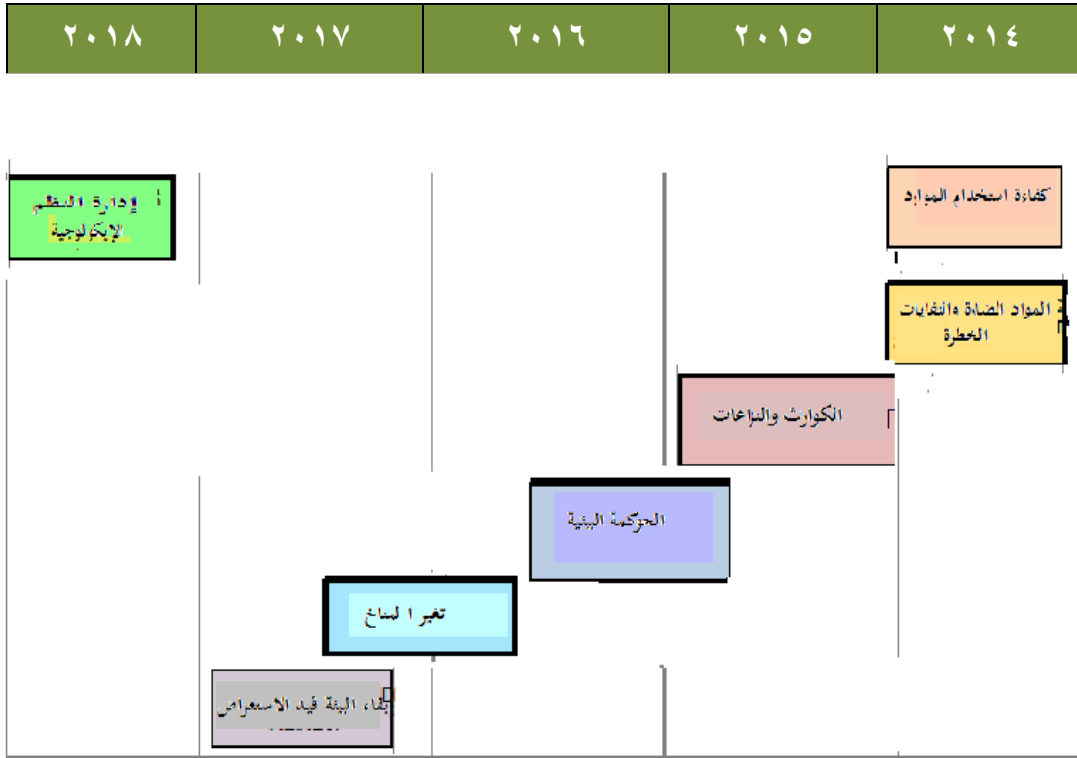 ٢٠١٤ ٢٠١٥ ٢٠١٦ ٢٠١٧ ٢٠١٨
كفاءة استخدام الموارد
إدارة النظم
الإيكولوجية
المواد الضارة والنفايات
الخطرة
الكوارث والنزاعات
الحوكمة البيئية
تغير المناخ
إبقاء البيئة قيد الاستعراض